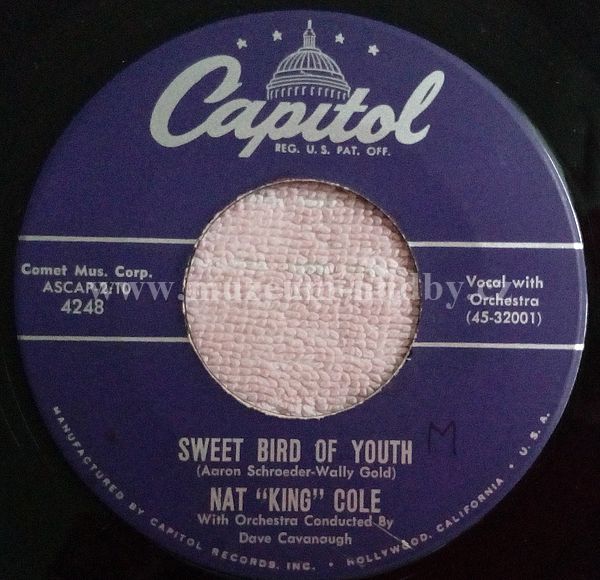 Capitol
REG. U.S. PAT. OFF.
Comet Mus. Corp.
ASCAP-2:10
4248
Vocal with
Orchestra
(45-32001)
SWEET BIRD OF YOUTH
(Aaron Schroeder-Wally Gold)
M
NAT "KING" COLE
With Orchestra Conducted By
Dave Cavanaugh
MANUFACTURED BY CAPITOL RECORDS, INC. • HOLLYWOOD, CALIFORNIA • U.S.A.